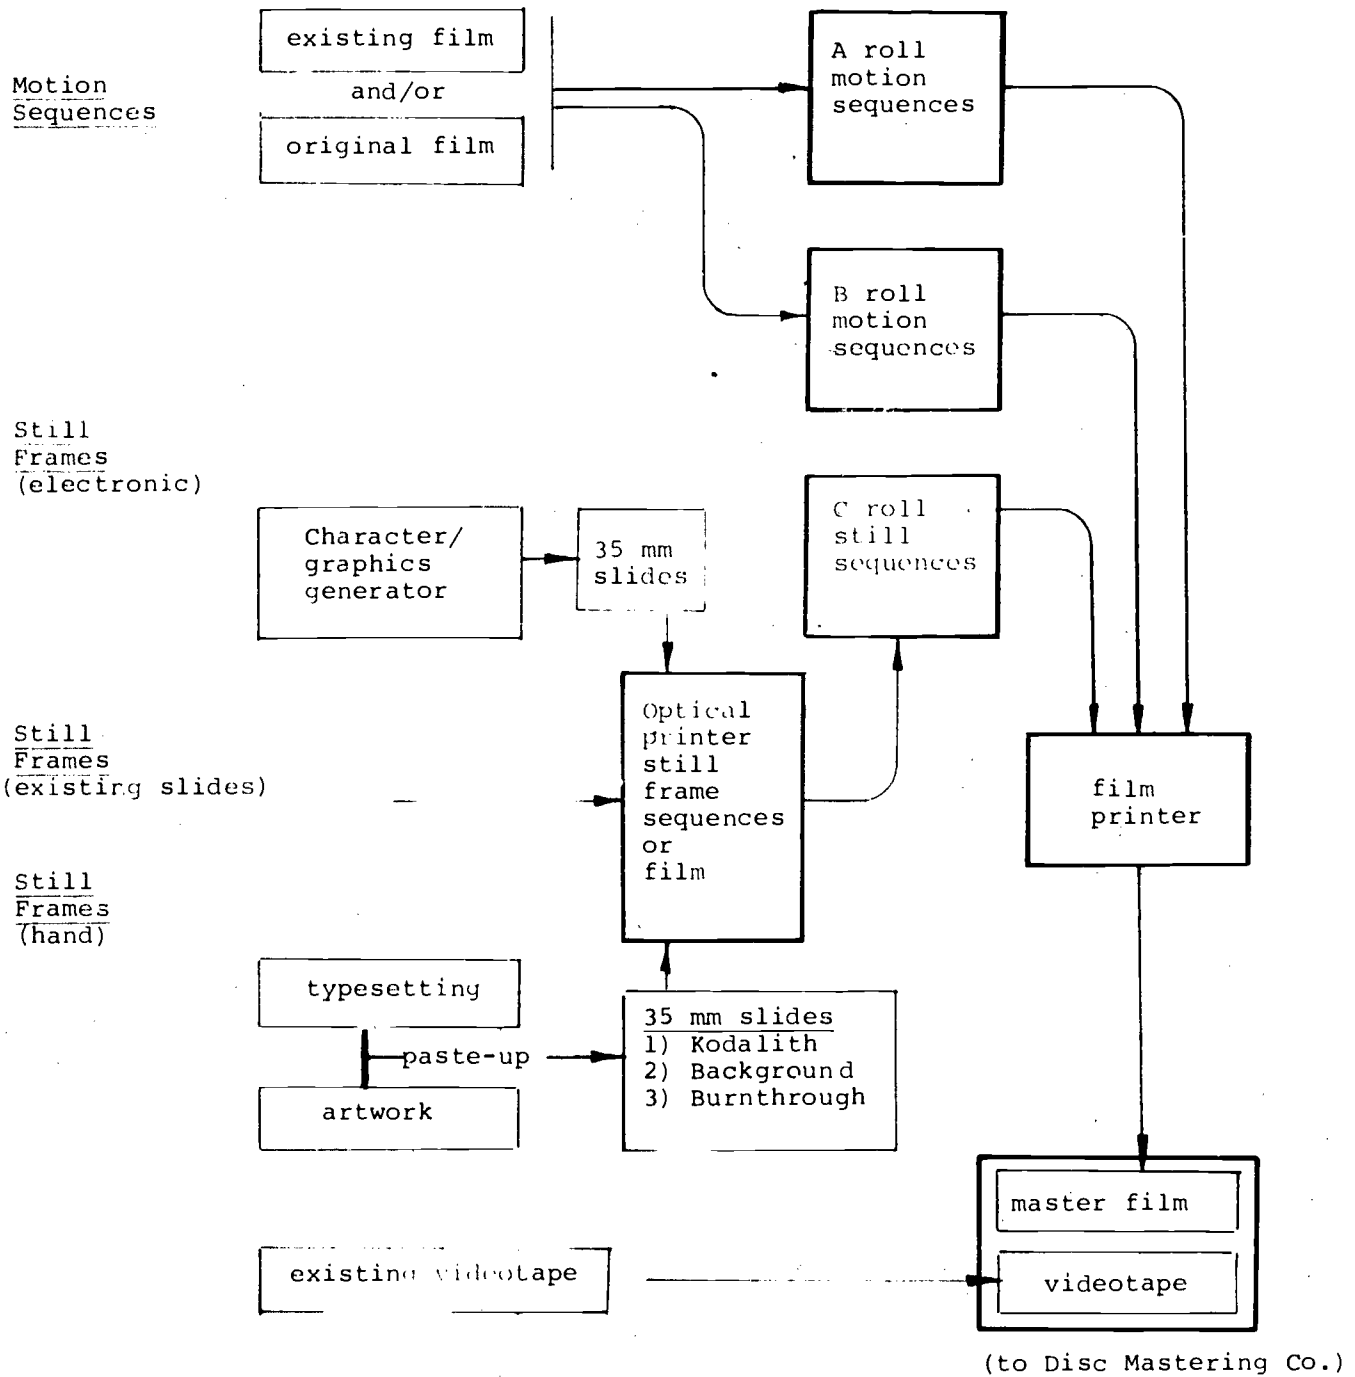 existing film
and/or
original film
Motion
Sequences
A roll
motion
sequences
B roll
motion
sequences
Still
Frames
(electronic)
Character/
graphics
generator
35 mm
slides
C roll
still
sequences
Still
Frames
(existing slides)
Optical
printer
still
frame
sequences
or
film
film
printer
Still
Frames
(hand)
typesetting
paste-up
artwork
35 mm slides
1) Kodalith
2) Background
3) Burnthrough
master film
existing videotape
videotape
(to Disc Mastering Co.)